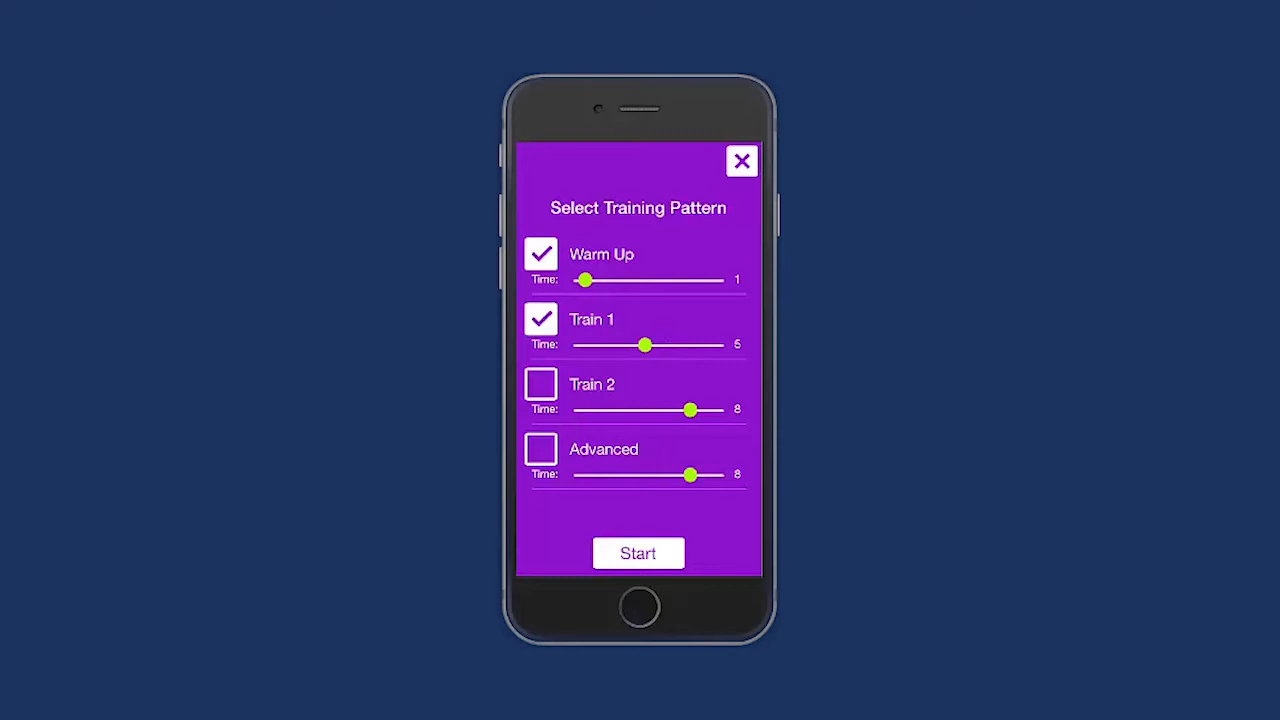 Select Training Pattern
Warm Up
Time: 1
Train 1
Time: 5
Train 2
Time: 8
Advanced
Time: 8
Start